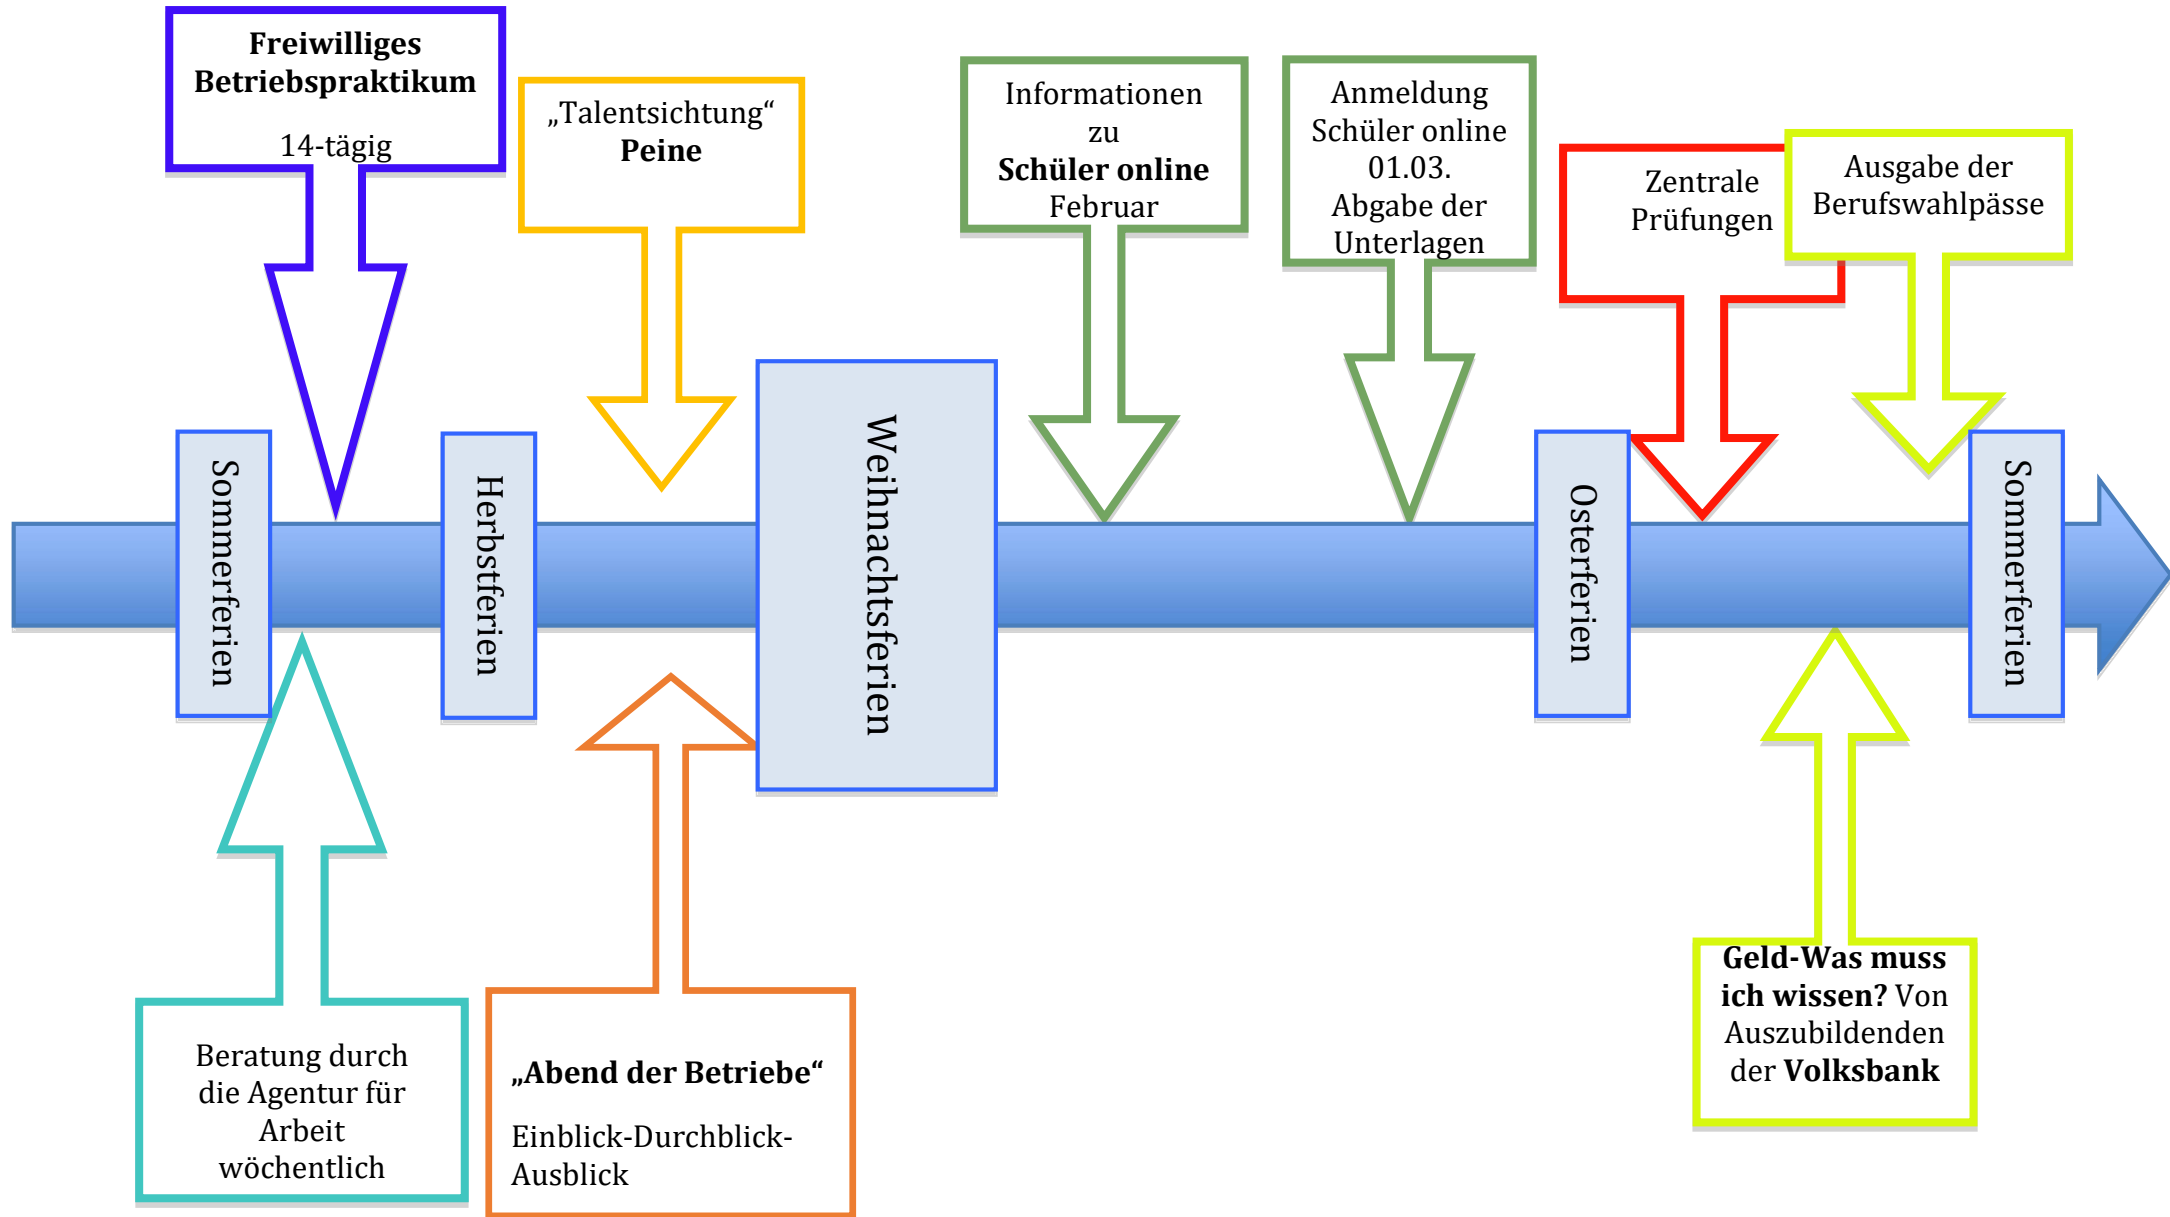 Freiwilliges
Betriebspraktikum
14-tägig
„Talentsichtung“
Peine
Informationen
zu
Schüler online
Februar
Anmeldung
Schüler online
01.03.
Abgabe der
Unterlagen
Zentrale
Prüfungen
Ausgabe der
Berufswahlpässe
Sommerferien
Herbstferien
Weihnachtsferien
Osterferien
Sommerferien
Beratung durch
die Agentur für
Arbeit
wöchentlich
„Abend der Betriebe“
Einblick-Durchblick-
Ausblick
Geld-Was muss
ich wissen? Von
Auszubildenden
der Volksbank